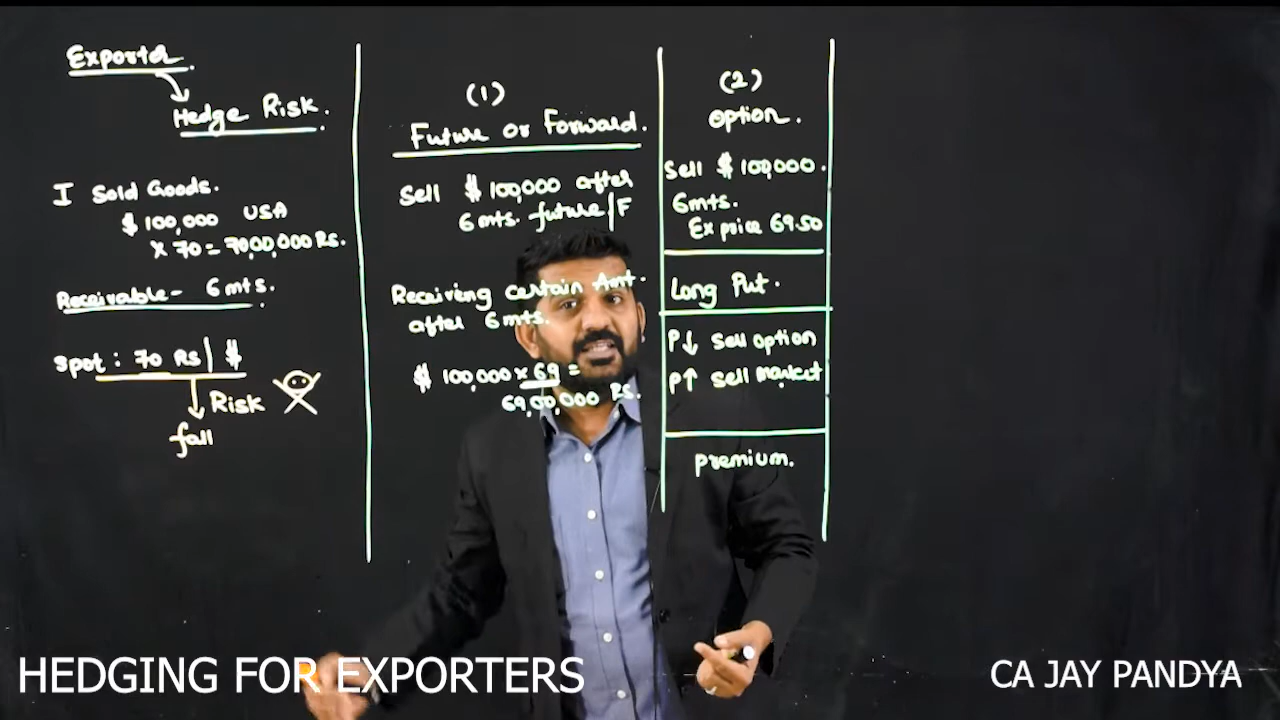 Exporter.
Hedge Risk.
I Sold Goods.
$ 100,000 USA
x 70 = 70,00,000 Rs.
Receivable - 6 mts.
Spot : 70 Rs | $
Risk
fall
(1)
Future or Forward.
Sell $ 100,000 after
6 mts. future/F
Receiving certain Amt.
after 6 mts.
$ 100,000 x 69 =
69,00,000 Rs.
(2)
Option.
Sell $ 100,000.
6mts.
Ex price 69.50
Long Put.
P↓ Sell option
P↑ Sell market
Premium.
HEDGING FOR EXPORTERS
CA JAY PANDYA